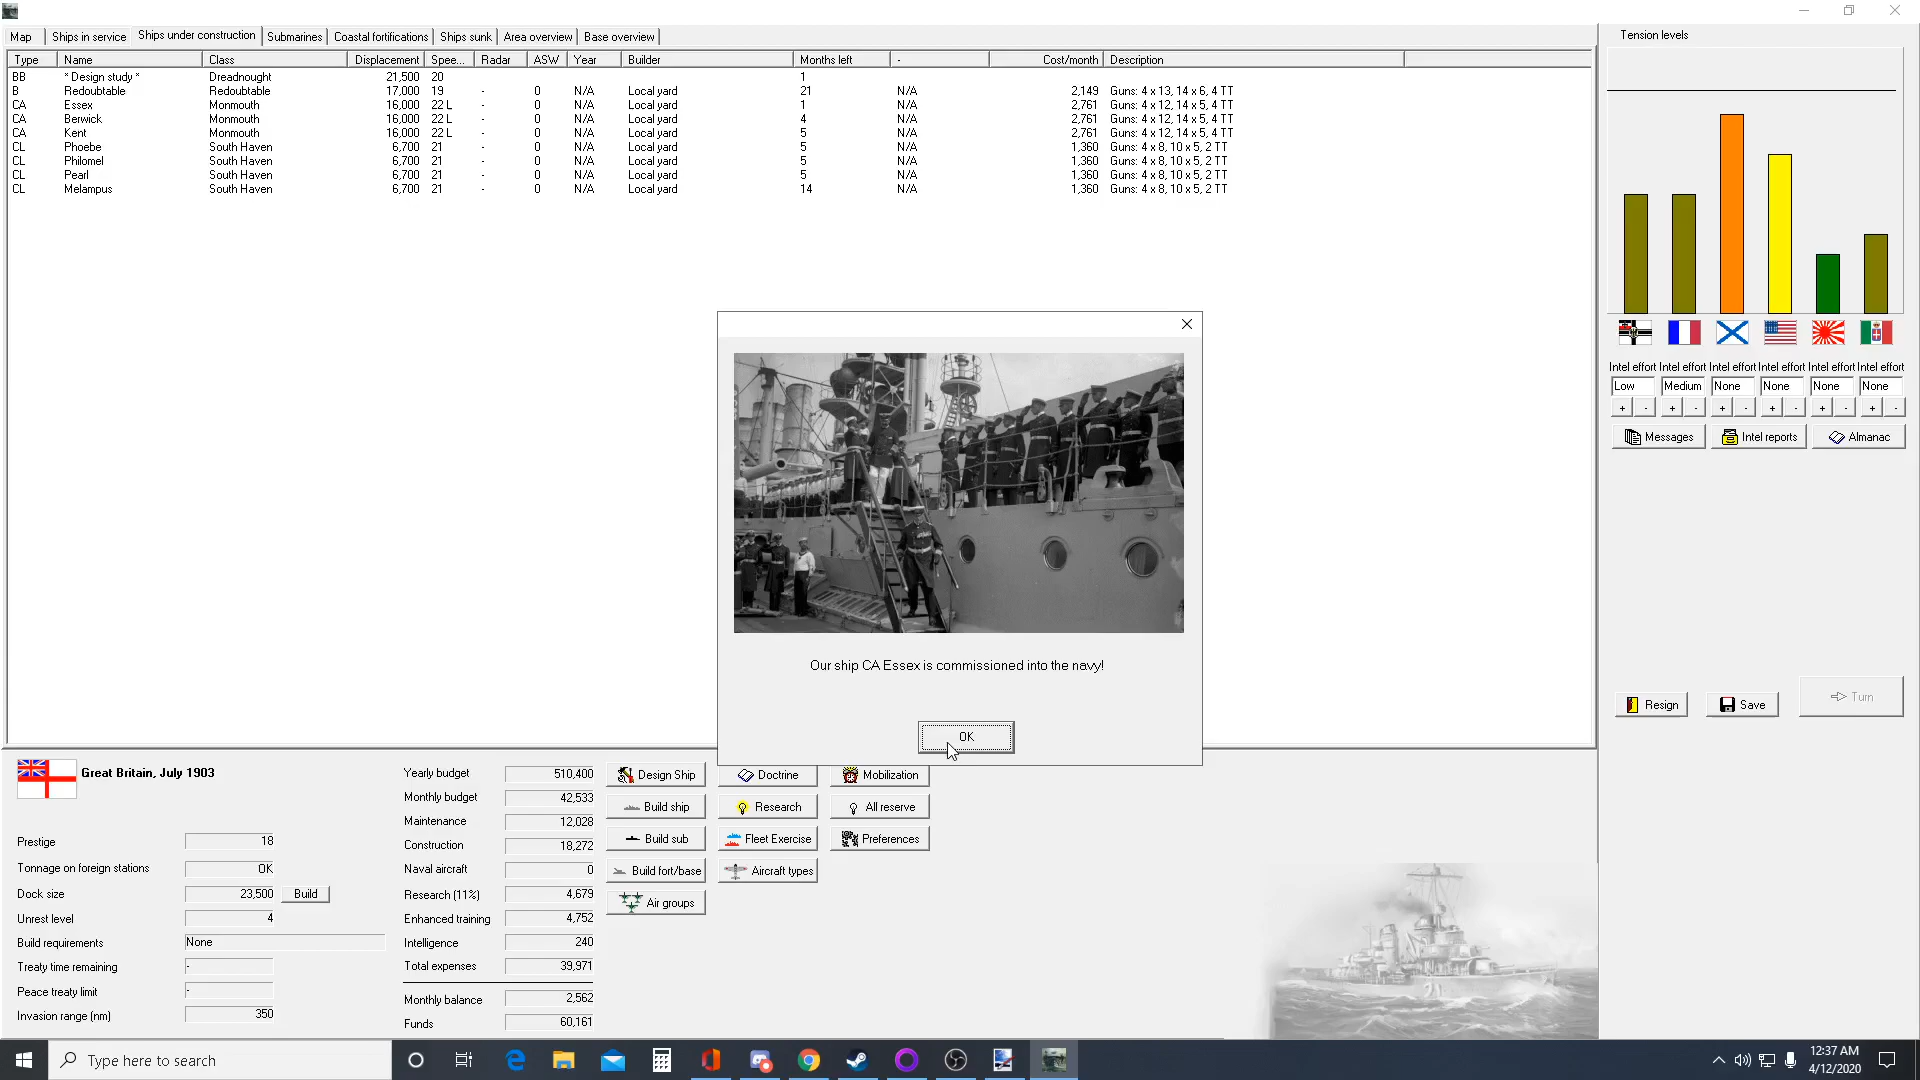 Map Ships in service Ships under construction Submarines Coastal fortifications Ships sunk Area overview Base overview
Tension levels
Type Name Class Displacement Spee... Radar ASW Year Builder Months left - Cost/month Description
BB * Design study * Dreadnought 21,500 20 1
B Redoubtable Redoubtable 17,000 19 - 0 N/A Local yard 21 N/A 2,149 Guns: 4 x 13, 14 x 6, 4 TT
CA Essex Monmouth 16,000 22 L - 0 N/A Local yard 1 N/A 2,761 Guns: 4 x 12, 14 x 5, 4 TT
CA Berwick Monmouth 16,000 22 L - 0 N/A Local yard 4 N/A 2,761 Guns: 4 x 12, 14 x 5, 4 TT
CA Kent Monmouth 16,000 22 L - 0 N/A Local yard 5 N/A 2,761 Guns: 4 x 12, 14 x 5, 4 TT
CL Phoebe South Haven 6,700 21 - 0 N/A Local yard 5 N/A 1,360 Guns: 4 x 8, 10 x 5, 2 TT
CL Philomel South Haven 6,700 21 - 0 N/A Local yard 5 N/A 1,360 Guns: 4 x 8, 10 x 5, 2 TT
CL Pearl South Haven 6,700 21 - 0 N/A Local yard 5 N/A 1,360 Guns: 4 x 8, 10 x 5, 2 TT
CL Melampus South Haven 6,700 21 - 0 N/A Local yard 14 N/A 1,360 Guns: 4 x 8, 10 x 5, 2 TT
Intel effort Intel effort Intel effort Intel effort Intel effort Intel effort
Low Medium None None None None
+ - + - + - + - + - + -
Messages Intel reports Almanac
Our ship CA Essex is commissioned into the navy!
OK
Resign Save Turn
Great Britain, July 1903
Prestige 18
Tonnage on foreign stations OK
Dock size 23,500 Build
Unrest level 4
Build requirements None
Treaty time remaining -
Peace treaty limit -
Invasion range (nm) 350
Yearly budget 510,400
Monthly budget 42,533
Maintenance 12,028
Construction 18,272
Naval aircraft 0
Research (11%) 4,679
Enhanced training 4,752
Intelligence 240
Total expenses 39,971
Monthly balance 2,562
Funds 60,161
Design Ship Doctrine Mobilization
Build ship Research All reserve
Build sub Fleet Exercise Preferences
Build fort/base Aircraft types
Air groups
Type here to search
12:37 AM
4/12/2020